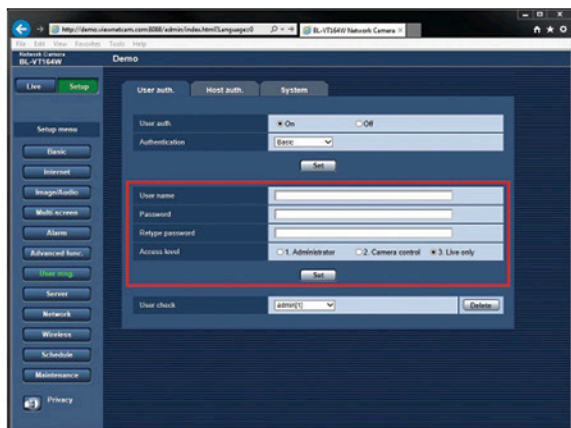 http://demo.viewnetcam.com:8088/admin/index.html?Language=0
BL-VT164W Network Camera
File Edit View Favorites Tools Help
Network Camera
BL-VT164W
Demo
Live Setup
User auth. Host auth. System
Setup menu
User auth. On Off
Authentication Basic
Basic
Set
Internet
Image/Audio
User name
Multi-screen
Password
Alarm
Retype password
Advanced func.
Access level 1. Administrator 2. Camera control 3. Live only
User mng.
Set
Server
User check admin[1] Delete
Network
Wireless
Schedule
Maintenance
Privacy